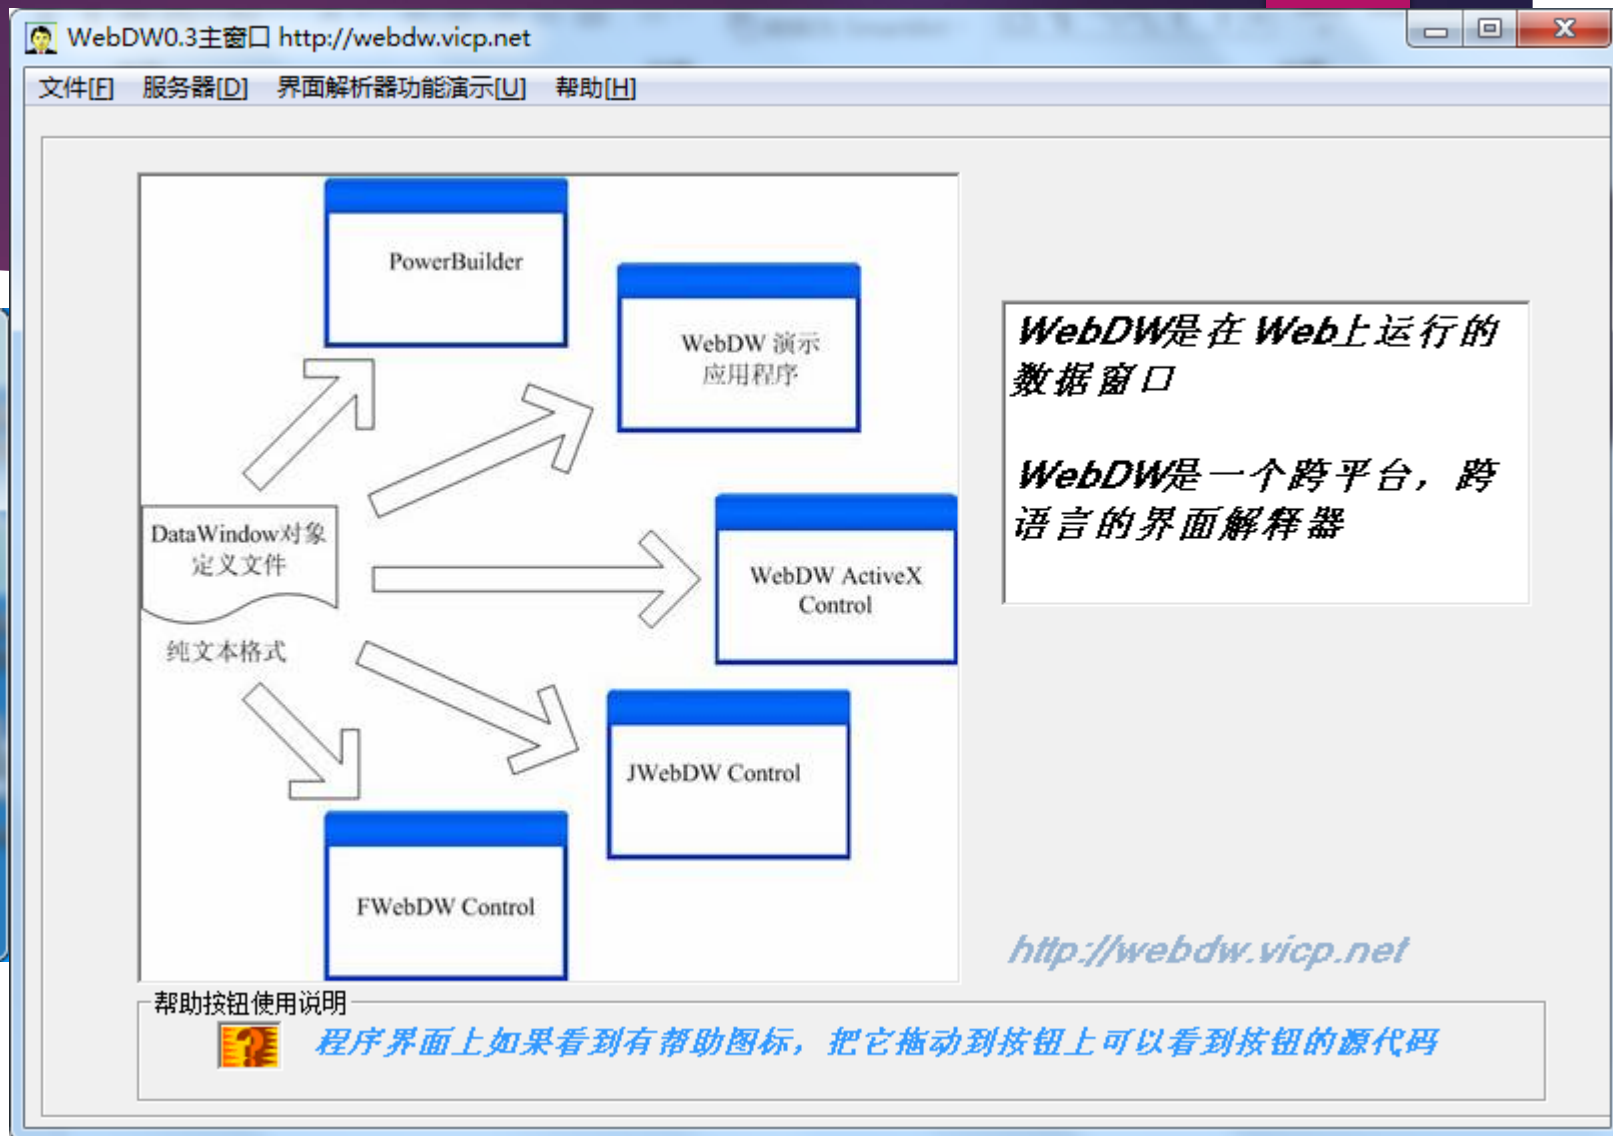 WebDW0.3主窗口 http://webdw.vicp.net
文件[F] 服务器[D] 界面解析器功能演示[U] 帮助[H]
PowerBuilder
WebDW 演示
应用程序
WebDW是在 Web上运行的
数据窗口
WebDW是一个跨平台，跨
语言的界面解释器
DataWindow对象
定义文件
纯文本格式
WebDW ActiveX
Control
JWebDW Control
FWebDW Control
http://webdw.vicp.net
帮助按钮使用说明
程序界面上如果看到有帮助图标，把它拖动到按钮上可以看到按钮的源代码